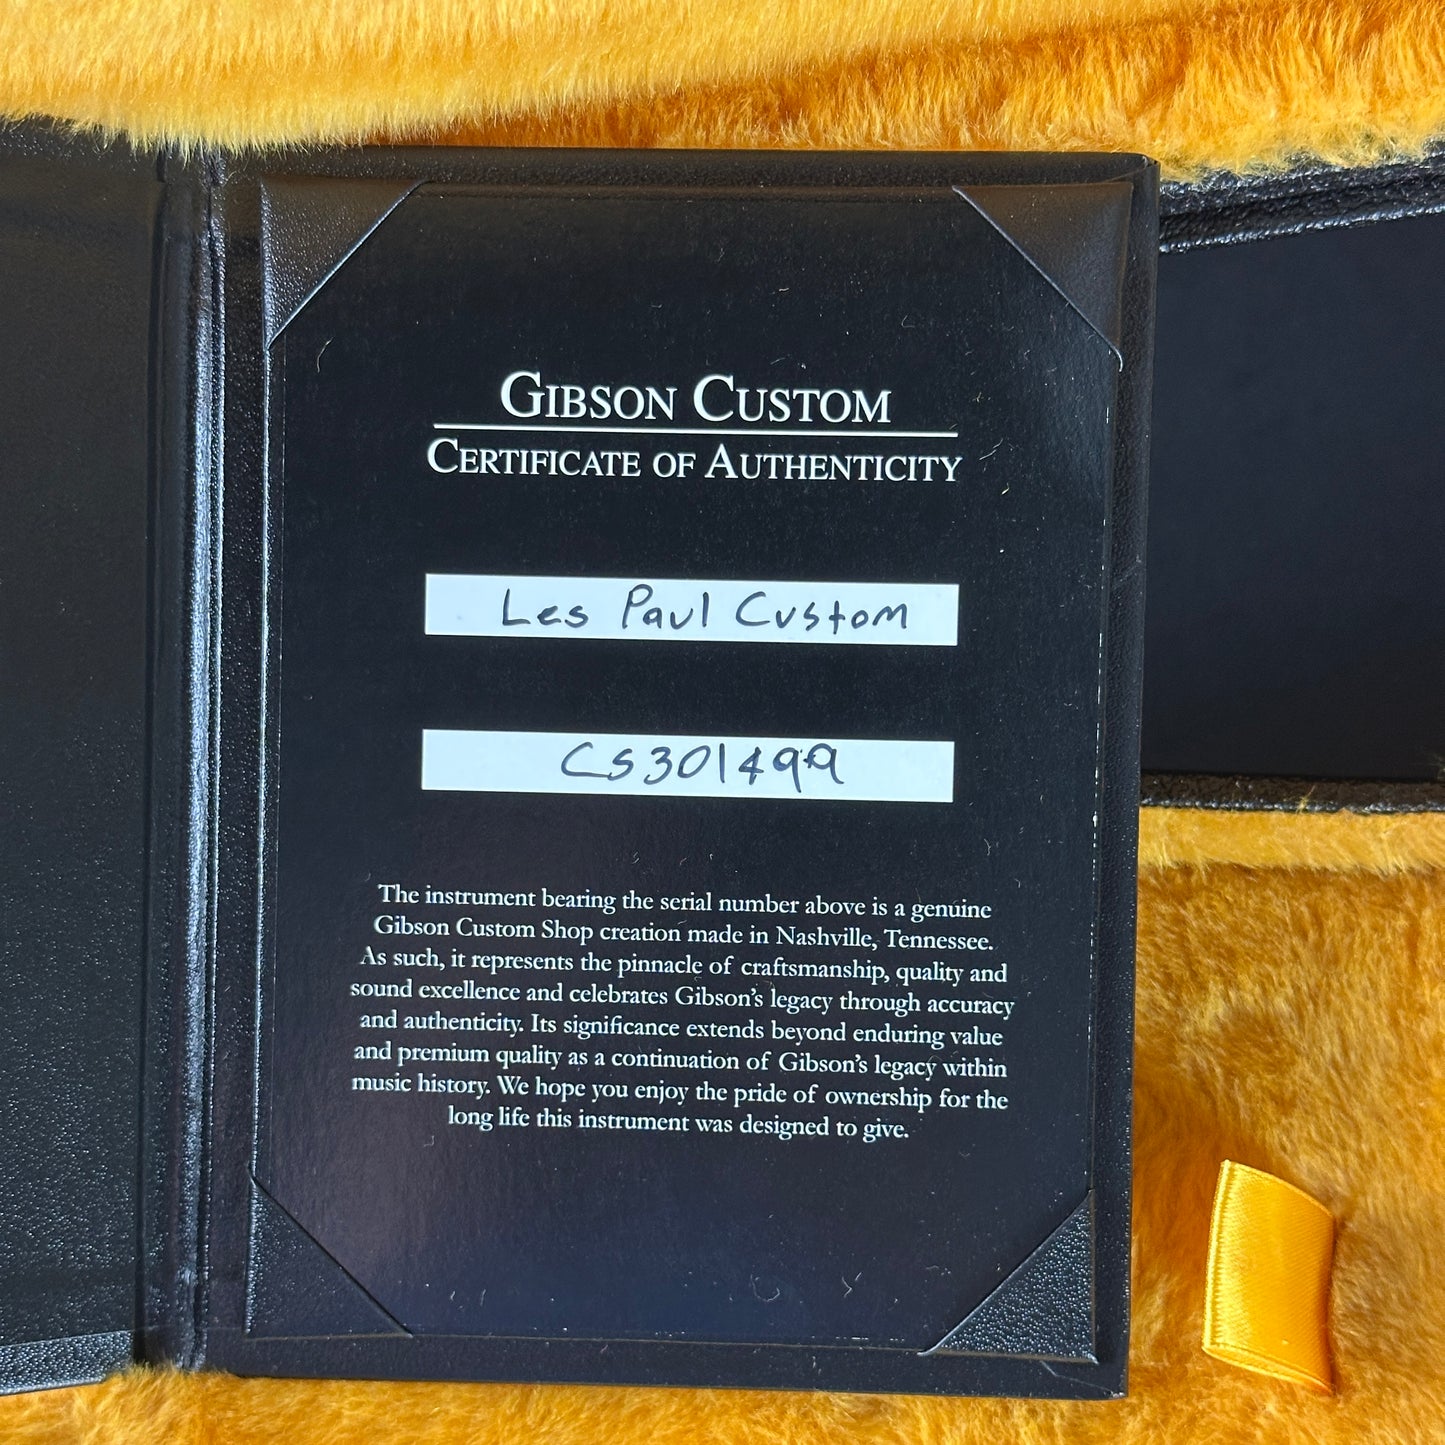 GIBSON CUSTOM
CERTIFICATE OF AUTHENTICITY
Les Paul Custom
CS301499
The instrument bearing the serial number above is a genuine
Gibson Custom Shop creation made in Nashville, Tennessee.
As such, it represents the pinnacle of craftsmanship, quality and
sound excellence and celebrates Gibson's legacy through accuracy
and authenticity. Its significance extends beyond enduring value
and premium quality as a continuation of Gibson's legacy within
music history. We hope you enjoy the pride of ownership for the
long life this instrument was designed to give.